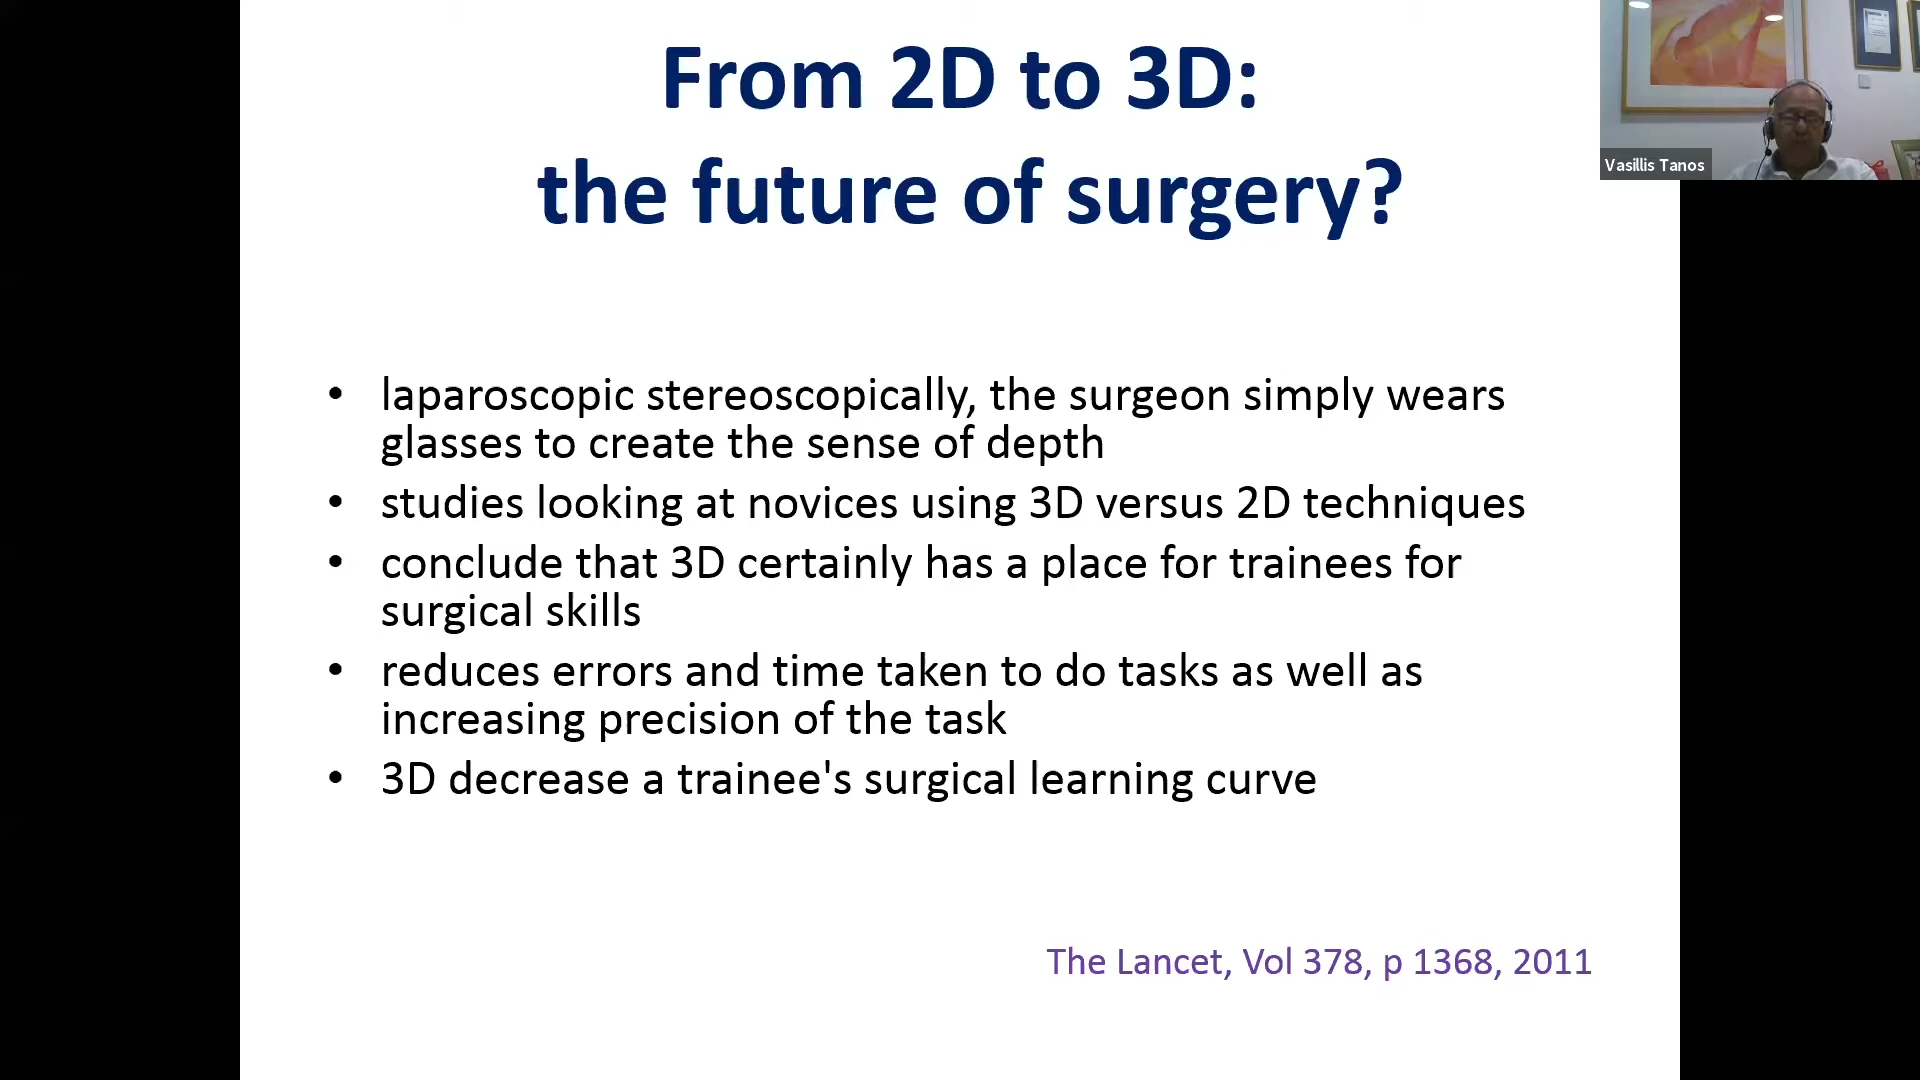 From 2D to 3D:
the future of surgery?
Vasillis Tanos
• laparoscopic stereoscopically, the surgeon simply wears
glasses to create the sense of depth
• studies looking at novices using 3D versus 2D techniques
• conclude that 3D certainly has a place for trainees for
surgical skills
• reduces errors and time taken to do tasks as well as
increasing precision of the task
• 3D decrease a trainee's surgical learning curve
The Lancet, Vol 378, p 1368, 2011